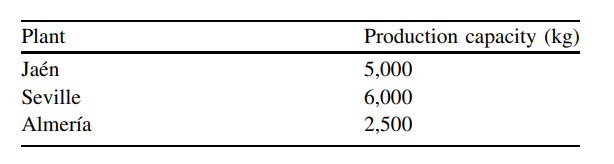 Plant Production capacity (kg)
Jaén 5,000
Seville 6,000
Almería 2,500